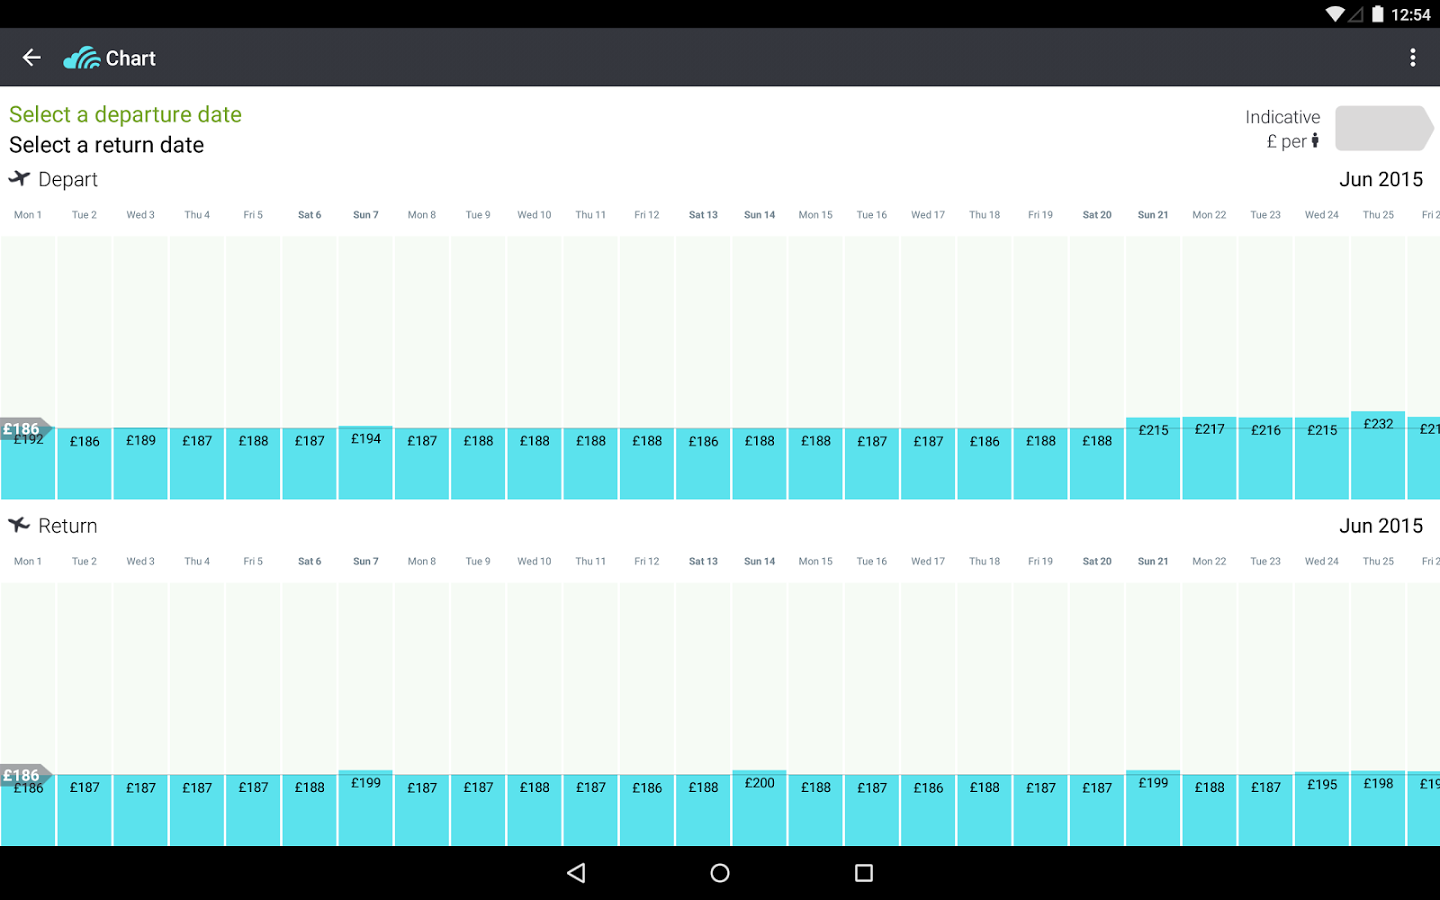 12:54
Chart
Select a departure date
Select a return date
Indicative
£ per
Depart
Jun 2015
Mon 1 Tue 2 Wed 3 Thu 4 Fri 5 Sat 6 Sun 7 Mon 8 Tue 9 Wed 10 Thu 11 Fri 12 Sat 13 Sun 14 Mon 15 Tue 16 Wed 17 Thu 18 Fri 19 Sat 20 Sun 21 Mon 22 Tue 23 Wed 24 Thu 25 Fri 2
£186
£192 £186 £189 £187 £188 £187 £194 £187 £188 £188 £188 £188 £186 £188 £188 £187 £187 £186 £188 £188 £215 £217 £216 £215 £232 £21
Return
Jun 2015
Mon 1 Tue 2 Wed 3 Thu 4 Fri 5 Sat 6 Sun 7 Mon 8 Tue 9 Wed 10 Thu 11 Fri 12 Sat 13 Sun 14 Mon 15 Tue 16 Wed 17 Thu 18 Fri 19 Sat 20 Sun 21 Mon 22 Tue 23 Wed 24 Thu 25 Fri 2
£186
£186 £187 £187 £187 £187 £188 £199 £187 £187 £188 £187 £186 £188 £200 £188 £187 £186 £188 £187 £187 £199 £188 £187 £195 £198 £19